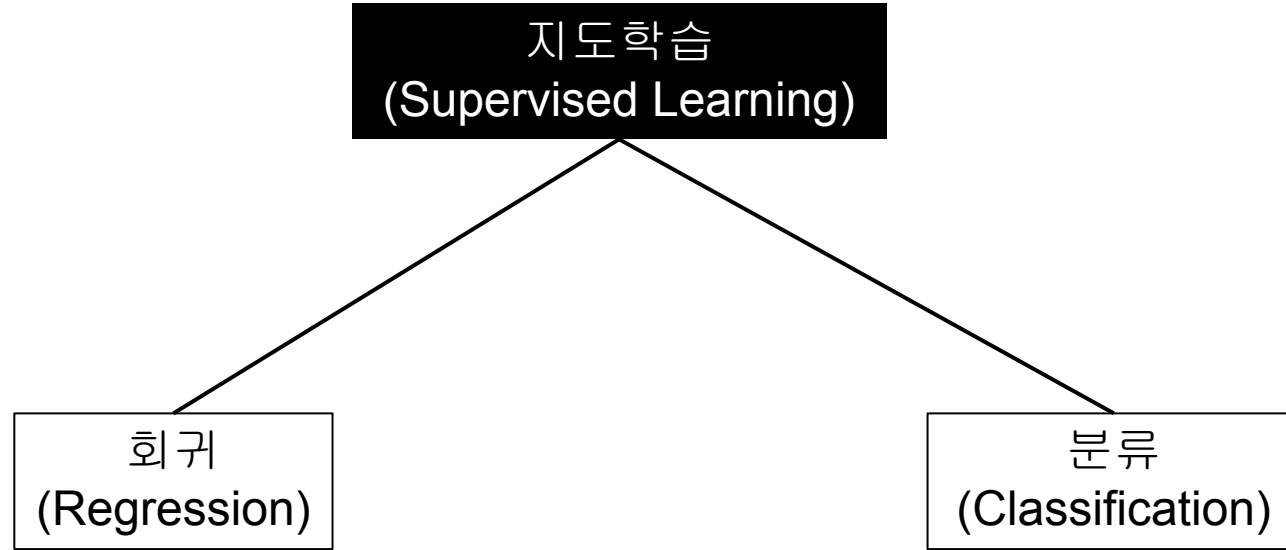 지도학습
(Supervised Learning)
회귀
(Regression)
분류
(Classification)